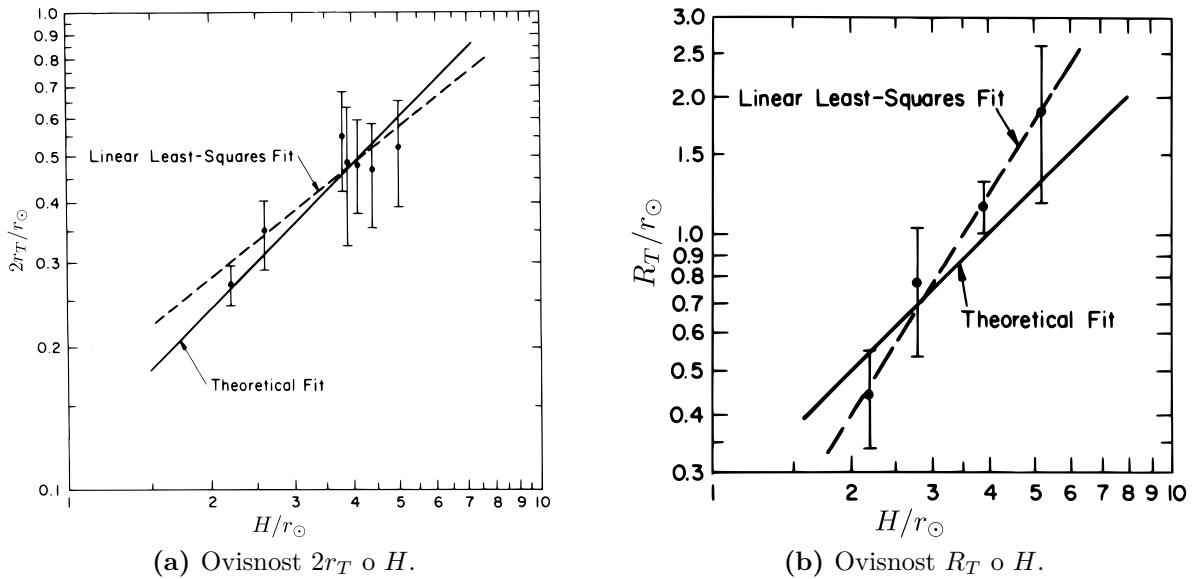 1.0
0.9
0.8
0.7
0.6
0.5
0.4
0.3
0.2
0.1
2r_T/r_⊙
Linear Least-Squares Fit
Theoretical Fit
1 2 3 4 5 6 7 8 9 10
H/r_⊙
(a) Ovisnost 2r_T o H.
3.0
2.5
2.0
1.5
1.0
0.9
0.8
0.7
0.6
0.5
0.4
0.3
R_T/r_⊙
Linear Least-Squares Fit
Theoretical Fit
1 2 3 4 5 6 7 8 9 10
H/r_⊙
(b) Ovisnost R_T o H.